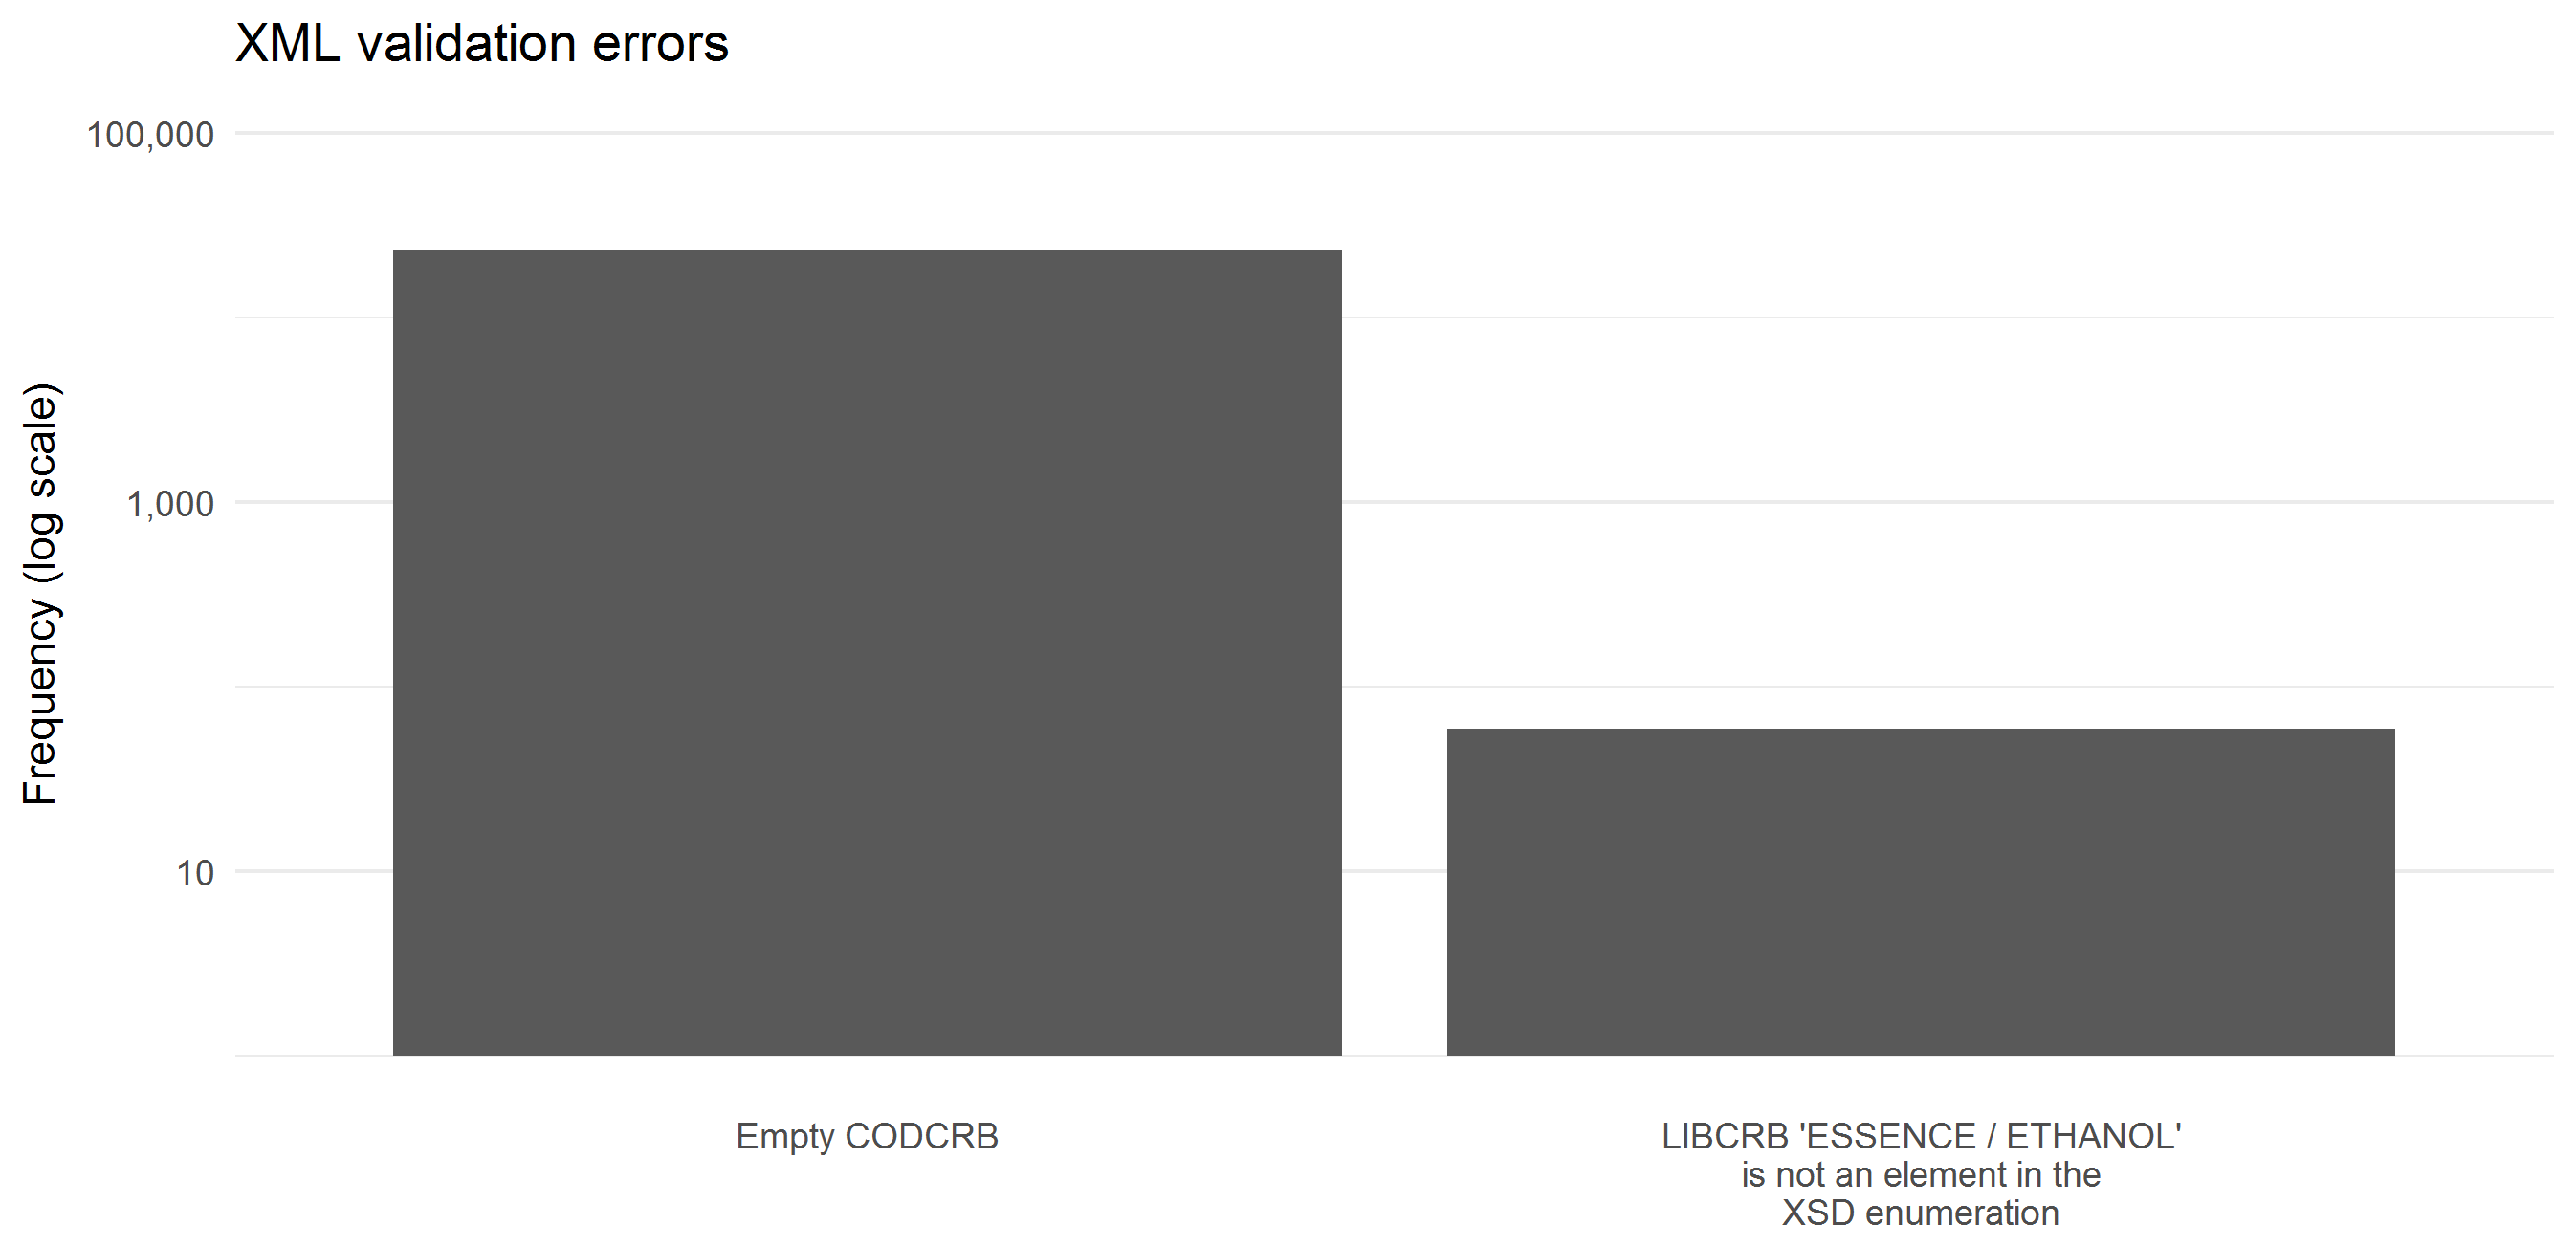 XML validation errors
100,000
1,000
10
Frequency (log scale)
Empty CODCRB
LIBCRB 'ESSENCE / ETHANOL'
is not an element in the
XSD enumeration